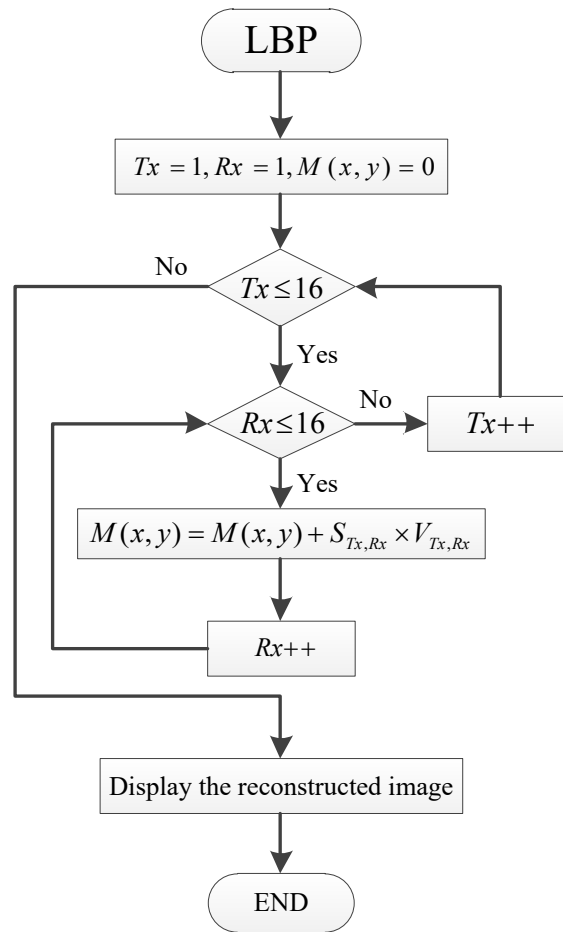 LBP
Tx = 1, Rx = 1, M (x, y) = 0
No
Tx ≤ 16
Yes
Rx ≤ 16
No
Tx++
Yes
M (x, y) = M (x, y) + S_{Tx,Rx} × V_{Tx,Rx}
Rx++
Display the reconstructed image
END